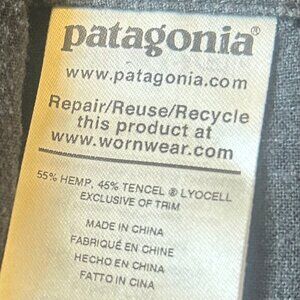 patagonia®
www.patagonia.com
Repair/Reuse/Recycle
this product at
www.wornwear.com
55% HEMP, 45% TENCEL ® LYOCELL
EXCLUSIVE OF TRIM
MADE IN CHINA
FABRIQUÉ EN CHINE
HECHO EN CHINA
FATTO IN CINA